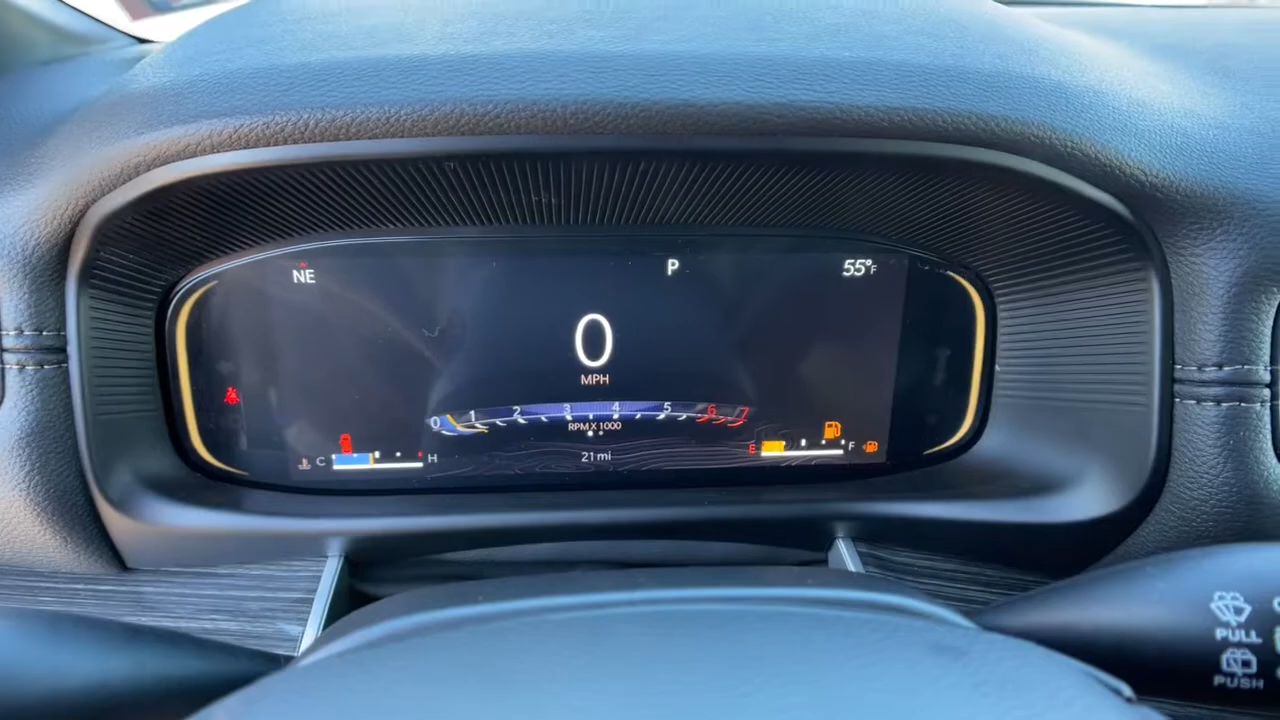 NE
P
55°F
0
MPH
0 1 2 3 4 5 6 7
RPM X 1000
C H
21 mi
E F
PULL
PUSH